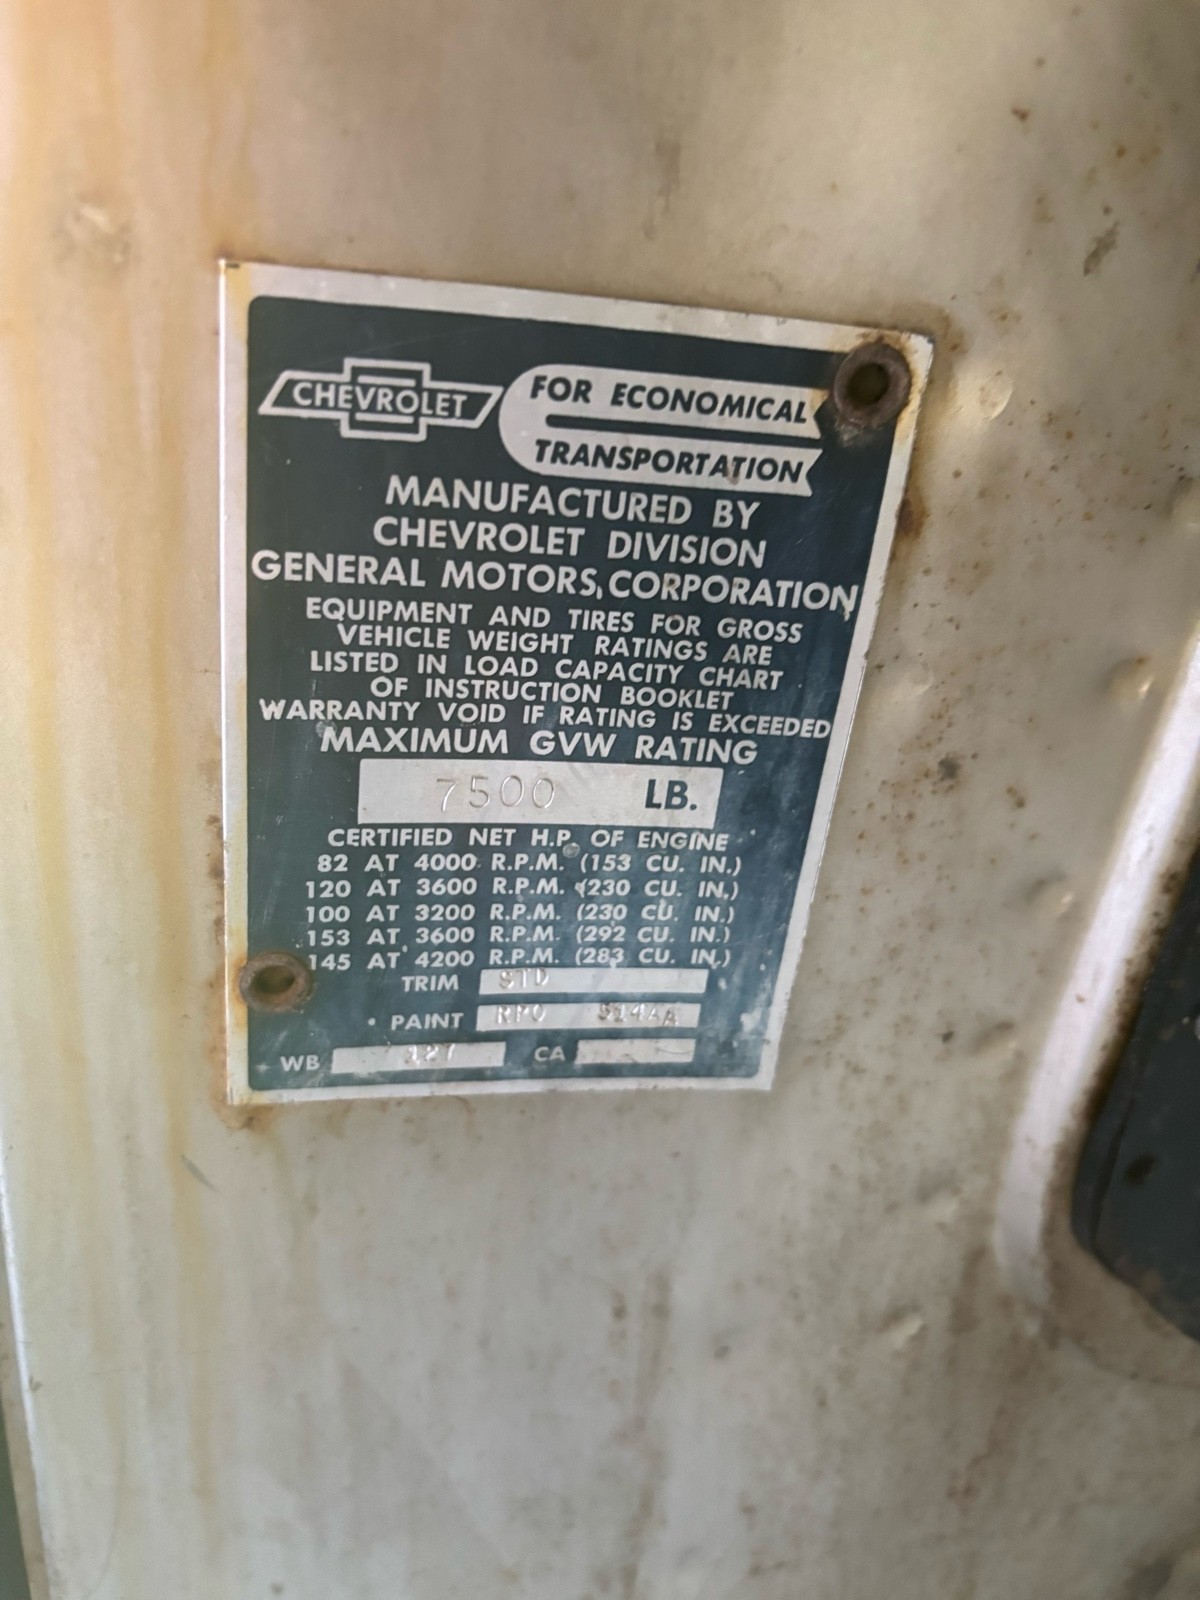 CHEVROLET
FOR ECONOMICAL
TRANSPORTATION
MANUFACTURED BY
CHEVROLET DIVISION
GENERAL MOTORS, CORPORATION
EQUIPMENT AND TIRES FOR GROSS
VEHICLE WEIGHT RATINGS ARE
LISTED IN LOAD CAPACITY CHART
OF INSTRUCTION BOOKLET
WARRANTY VOID IF RATING IS EXCEEDED
MAXIMUM GVW RATING
7500 LB.
CERTIFIED NET H.P. OF ENGINE
82 AT 4000 R.P.M. (153 CU. IN.)
120 AT 3600 R.P.M. (230 CU. IN.)
100 AT 3200 R.P.M. (230 CU. IN.)
153 AT 3600 R.P.M. (292 CU. IN.)
145 AT 4200 R.P.M. (283 CU. IN.)
TRIM STD
PAINT RPO 514AA
WB 127 CA